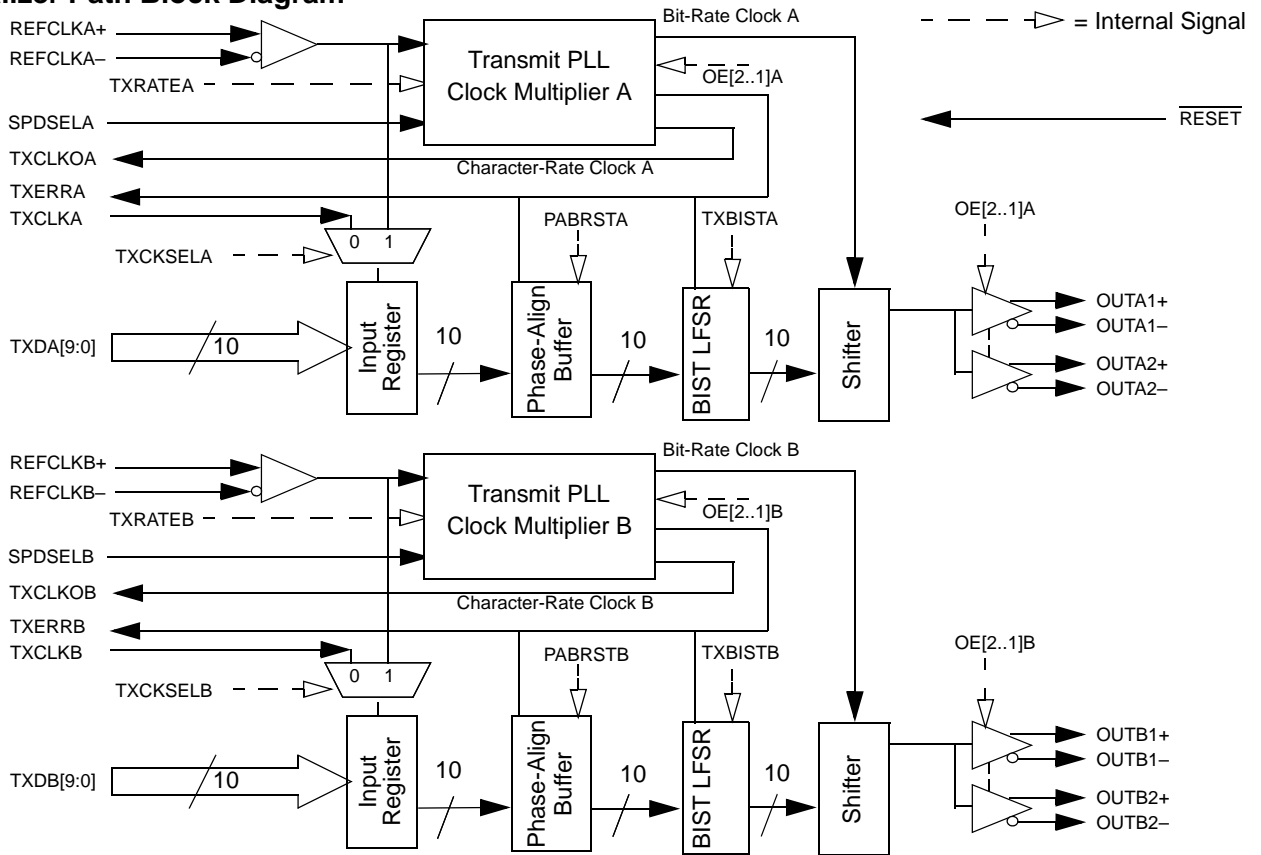 Path Block Diagram
Bit-Rate Clock A
= Internal Signal
REFCLKA+
REFCLKA–
Transmit PLL
Clock Multiplier A
TXRATEA
OE[2..1]A
SPDSELA
RESET
TXCLKOA
Character-Rate Clock A
TXERRA
TXCLKA
PABRSTA
TXBISTA
OE[2..1]A
0 1
TXCKSELA
TXDA[9:0]
10
Input
Register
10
Phase-Align
Buffer
10
BIST LFSR
10
Shifter
OUTA1+
OUTA1–
OUTA2+
OUTA2–
Bit-Rate Clock B
REFCLKB+
REFCLKB–
Transmit PLL
Clock Multiplier B
TXRATEB
OE[2..1]B
SPDSELB
TXCLKOB
Character-Rate Clock B
TXERRB
TXCLKB
PABRSTB
TXBISTB
OE[2..1]B
0 1
TXCKSELB
TXDB[9:0]
10
Input
Register
10
Phase-Align
Buffer
10
BIST LFSR
10
Shifter
OUTB1+
OUTB1–
OUTB2+
OUTB2–